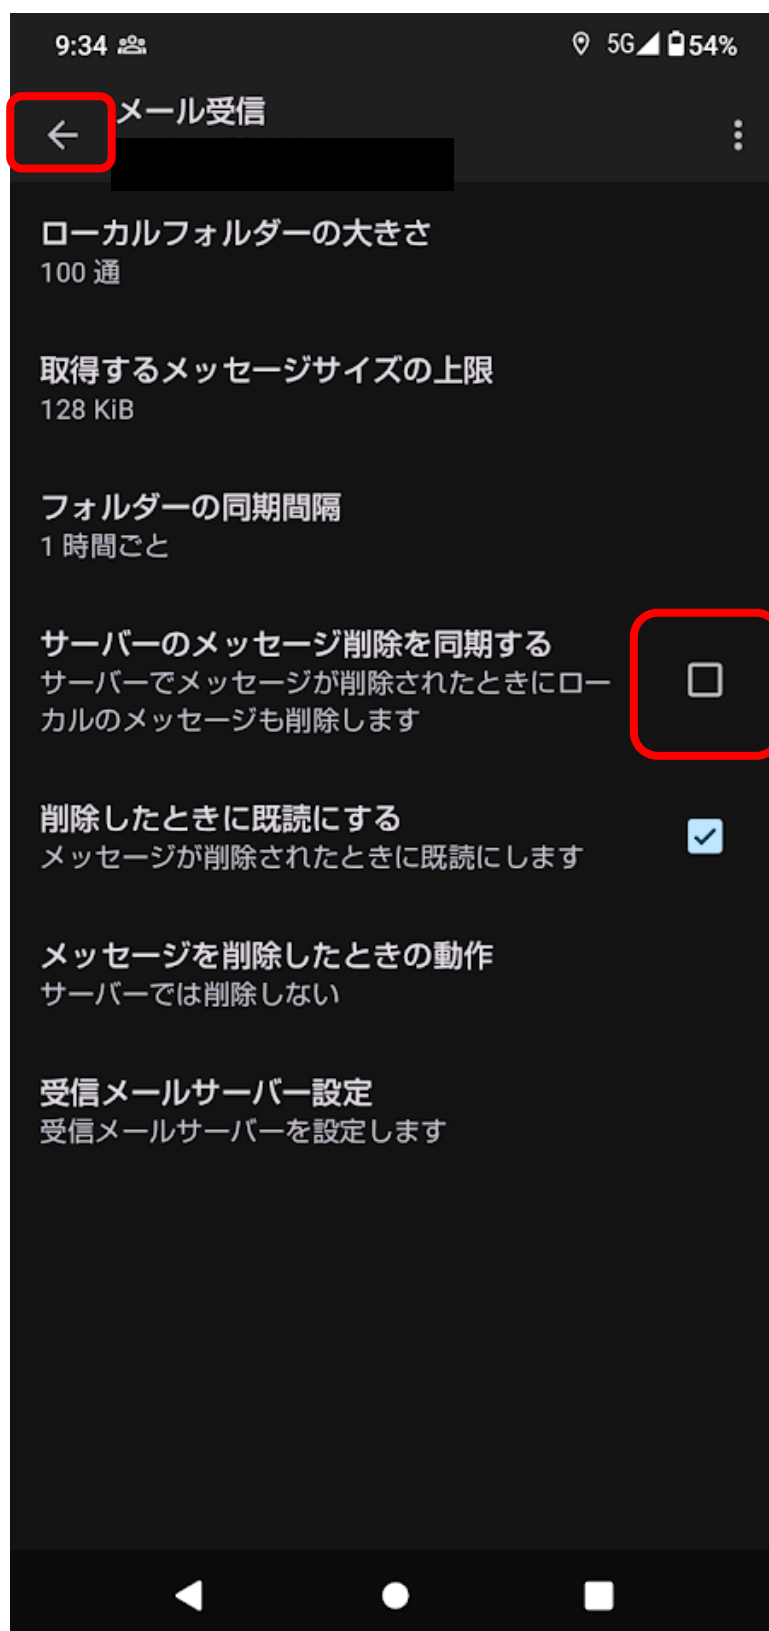 9:34 5G 54%
メール受信
ローカルフォルダーの大きさ
100 通
取得するメッセージサイズの上限
128 KiB
フォルダーの同期間隔
1 時間ごと
サーバーのメッセージ削除を同期する
サーバーでメッセージが削除されたときにロー
カルのメッセージも削除します
削除したときに既読にする
メッセージが削除されたときに既読にします
メッセージを削除したときの動作
サーバーでは削除しない
受信メールサーバー設定
受信メールサーバーを設定します